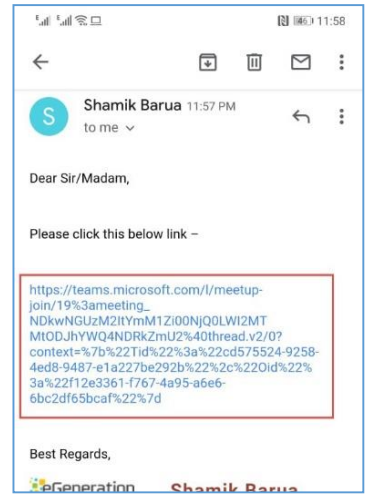 46 11:58
Shamik Barua 11:57 PM
S
to me
Dear Sir/Madam,
Please click this below link –
https://teams.microsoft.com/l/meetup-
join/19%3ameeting_
NDkwNGUzM2ItYmM1Zi00NjQ0LWI2MT
MtODJhYWQ4NDRkZmU2%40thread.v2/0?
context=%7b%22Tid%22%3a%22cd575524-9258-
4ed8-9487-e1a227be292b%22%2c%22Oid%22%
3a%22f12e3361-f767-4a95-a6e6-
6bc2df65bcaf%22%7d
Best Regards,
eGeneration Shamik Barua